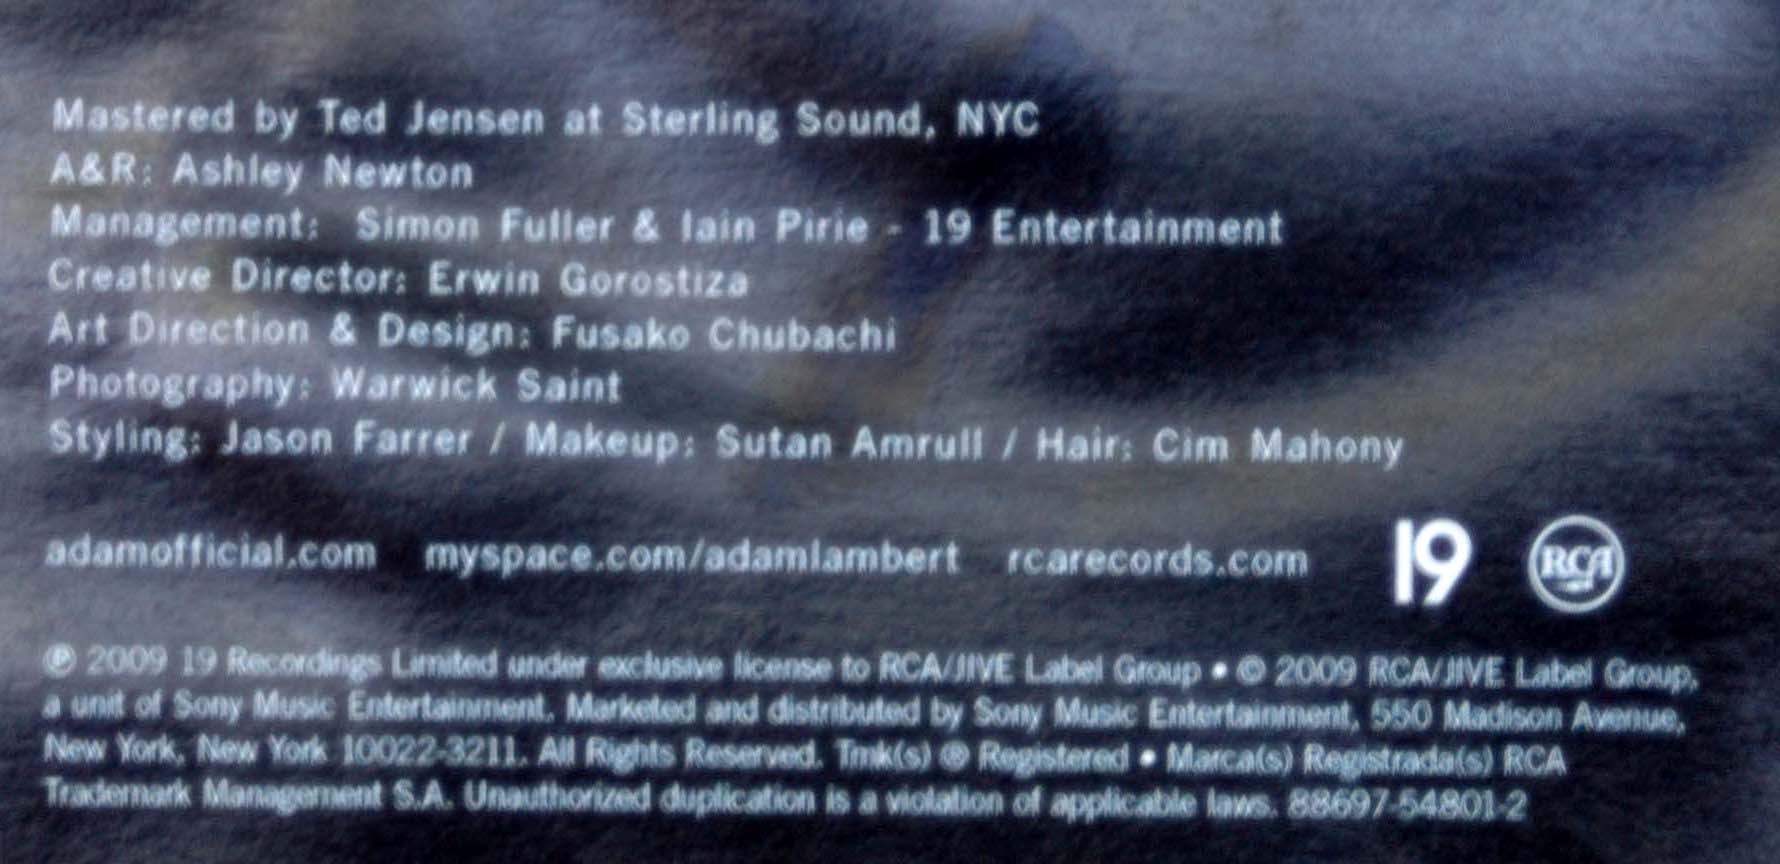 Mastered by Ted Jensen at Sterling Sound, NYC
A&R: Ashley Newton
Management: Simon Fuller & Iain Pirie - 19 Entertainment
Creative Director: Erwin Gorostiza
Art Direction & Design: Fusako Chubachi
Photography: Warwick Saint
Styling: Jason Farrer / Makeup: Sutan Amrull / Hair: Cim Mahony
adamofficial.com myspace.com/adamlambert rcarecords.com 19 RCA
℗ 2009 19 Recordings Limited under exclusive license to RCA/JIVE Label Group • © 2009 RCA/JIVE Label Group,
a unit of Sony Music Entertainment. Marketed and distributed by Sony Music Entertainment, 550 Madison Avenue,
New York, New York 10022-3211. All Rights Reserved. Tmk(s) ® Registered • Marca(s) Registrada(s) RCA
Trademark Management S.A. Unauthorized duplication is a violation of applicable laws. 88697-54801-2